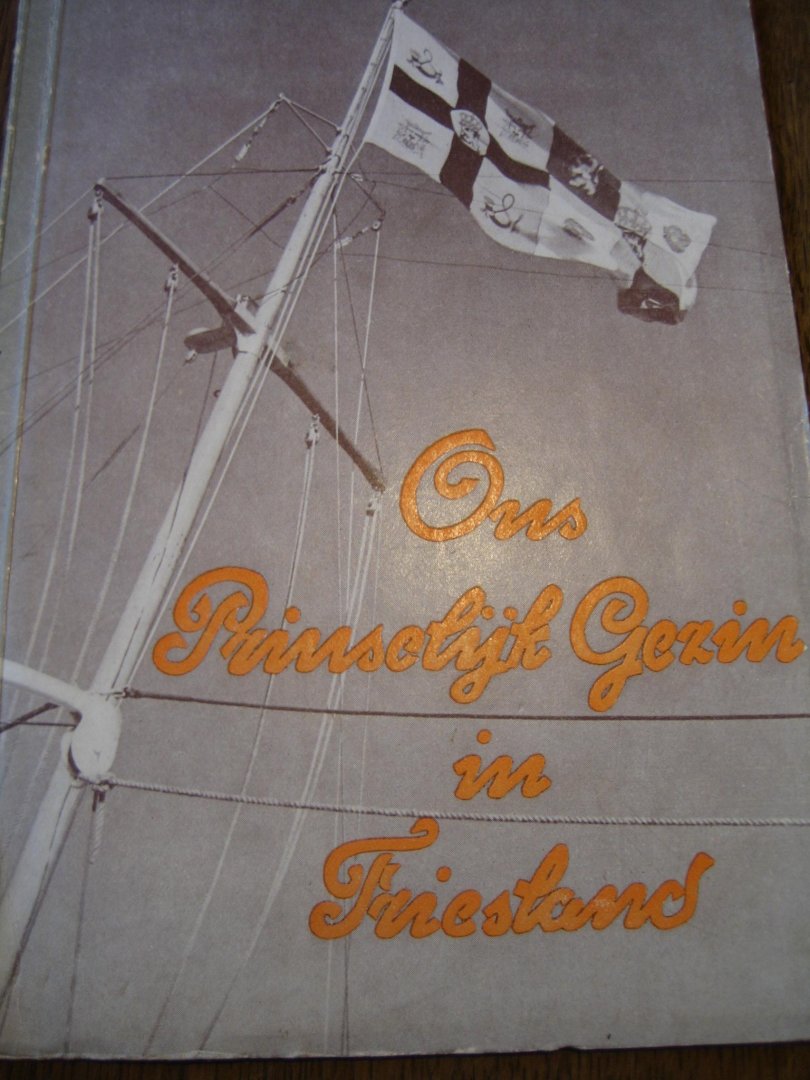 Ons
Prinselijk Gezin
in
Friesland